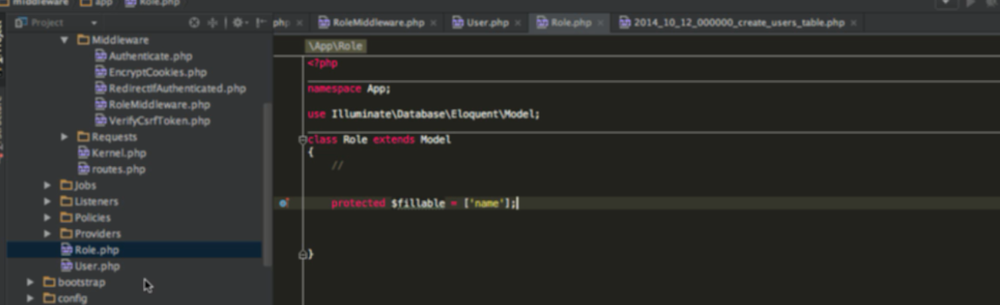 middleware app Role.php
Project
php RoleMiddleware.php User.php Role.php 2014_10_12_000000_create_users_table.php
Middleware
Authenticate.php
EncryptCookies.php
RedirectIfAuthenticated.php
RoleMiddleware.php
VerifyCsrfToken.php
Requests
Kernel.php
routes.php
Jobs
Listeners
Policies
Providers
Role.php
User.php
bootstrap
config
\App\Role
<?php
namespace App;
use Illuminate\Database\Eloquent\Model;
class Role extends Model
{
//
protected $fillable = ['name'];
}